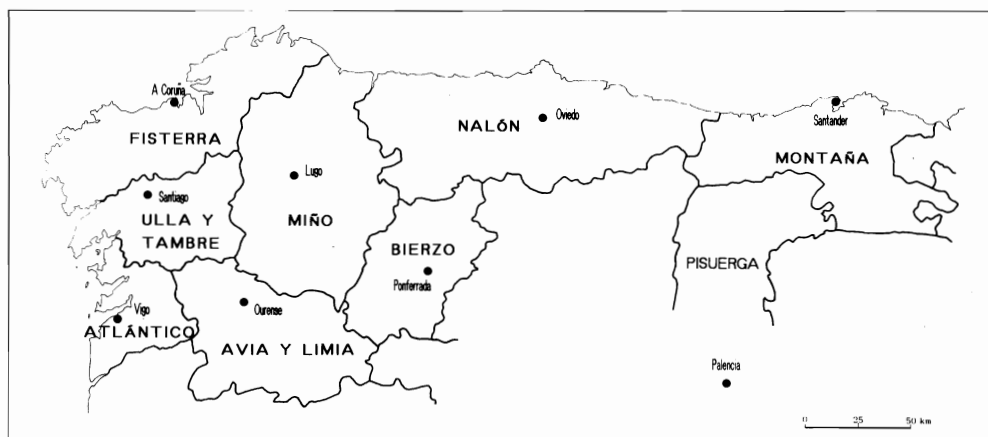 A Coruña
FISTERRA
Santiago
ULLA Y
TAMBRE
Vigo
ATLÁNTICO
Lugo
MIÑO
Ourense
AVIA Y LIMIA
NALÓN
Oviedo
BIERZO
Ponferrada
Santander
MONTAÑA
PISUERGA
Palencia
0 25 50 km